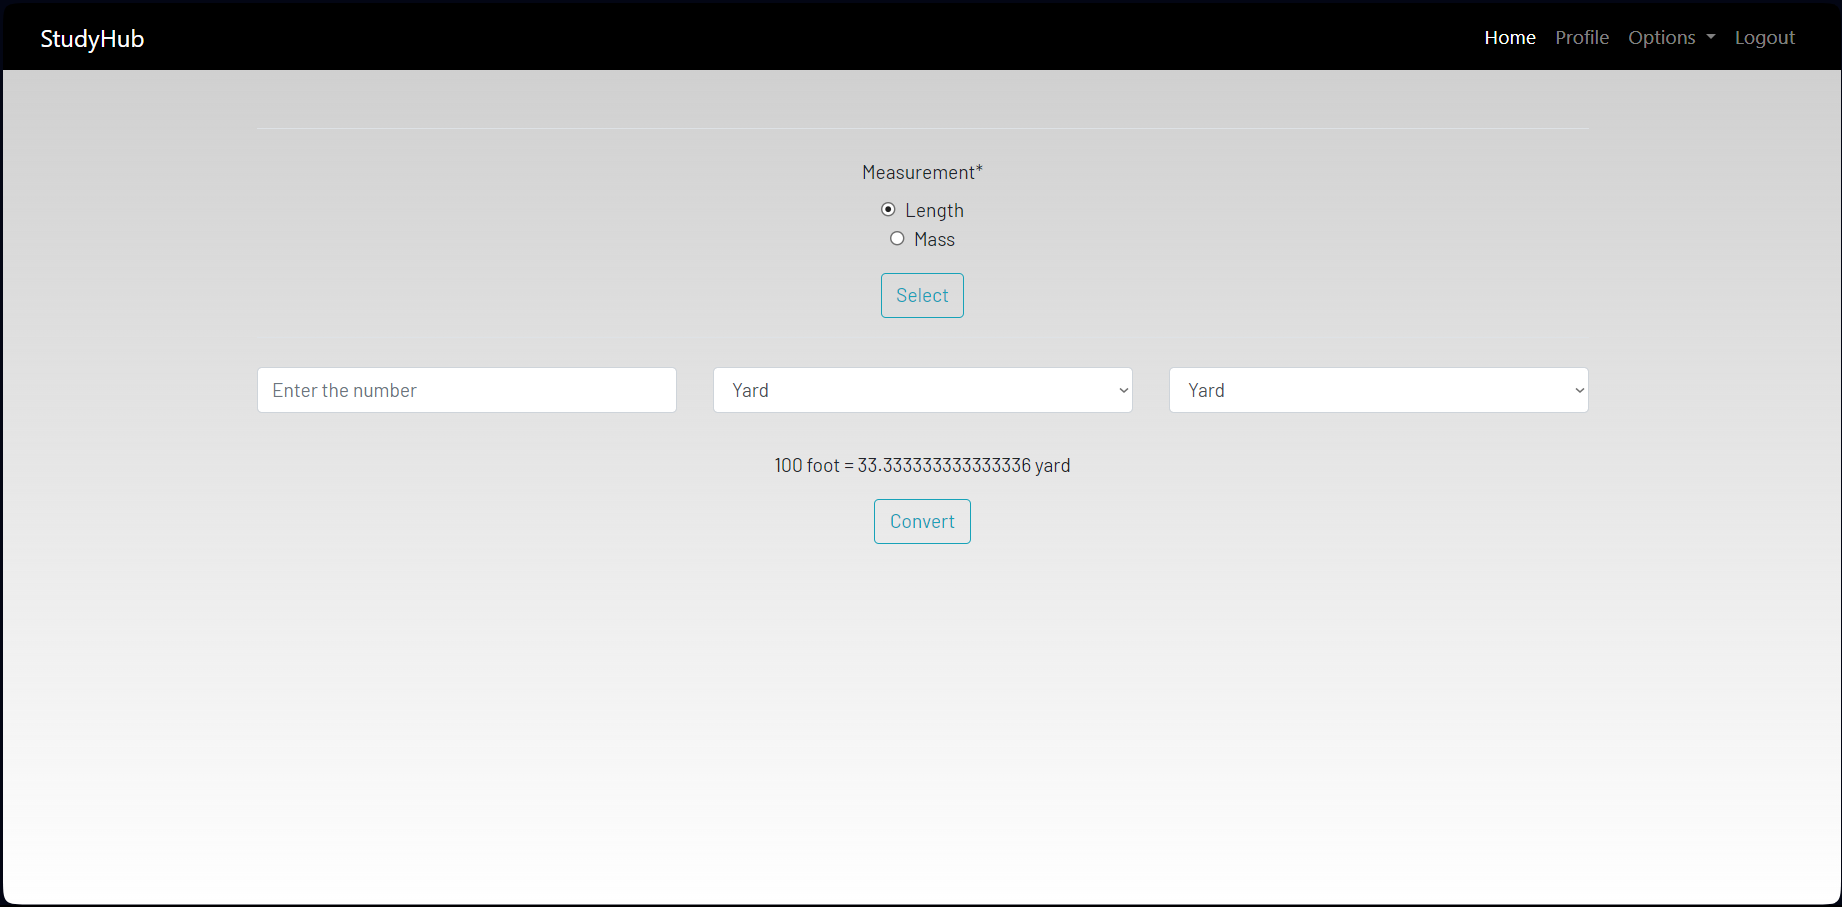 StudyHub Home Profile Options Logout
Measurement*
Length
Mass
Select
Enter the number Yard Yard
100 foot = 33.333333333333336 yard
Convert